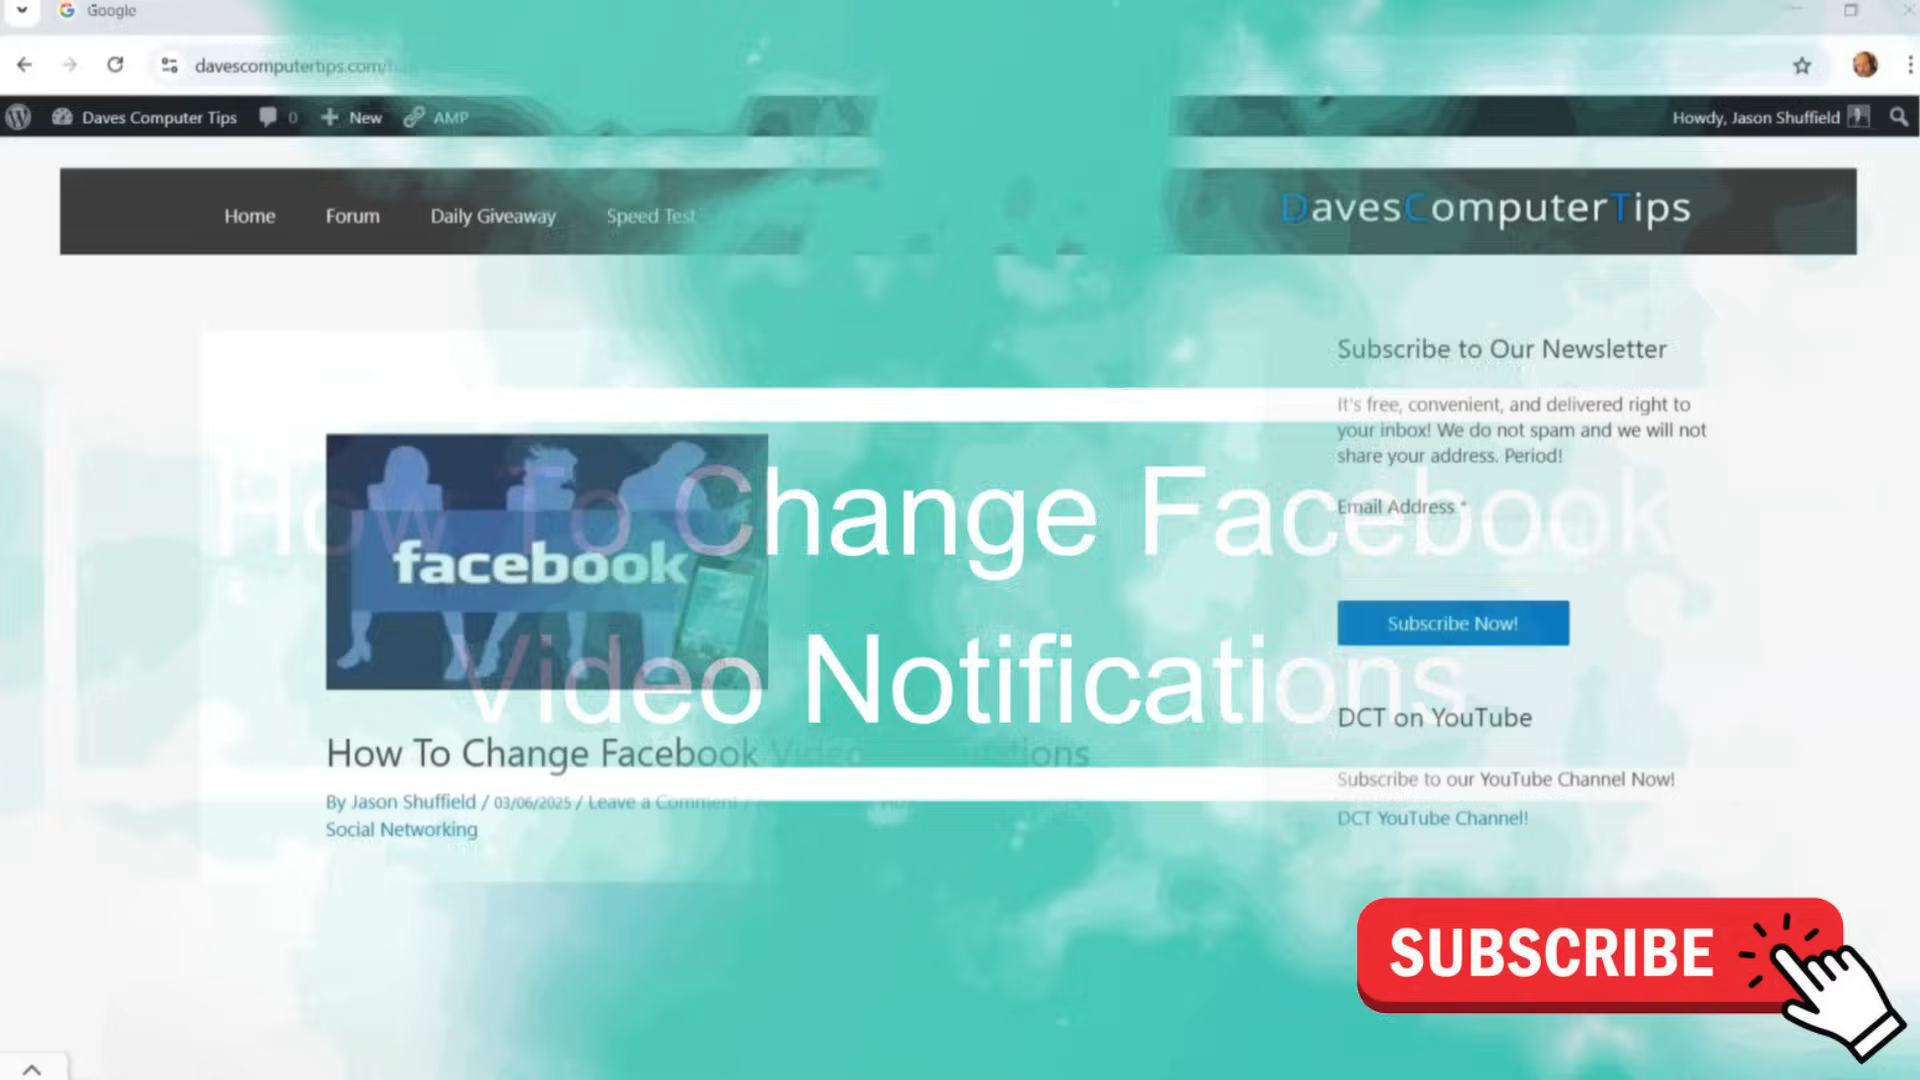 Google
davescomputertips.com/
Daves Computer Tips 0 New AMP
Howdy, Jason Shuffield
Home Forum Daily Giveaway Speed Test
DavesComputerTips
Subscribe to Our Newsletter
It's free, convenient, and delivered right to
your inbox! We do not spam and we will not
share your address. Period!
Email Address *
Subscribe Now!
facebook
How To Change Facebook
Video Notifications
DCT on YouTube
Subscribe to our YouTube Channel Now!
DCT YouTube Channel!
How To Change Facebook Video
By Jason Shuffield / 03/06/2025 / Leave a Comment /
Social Networking
SUBSCRIBE